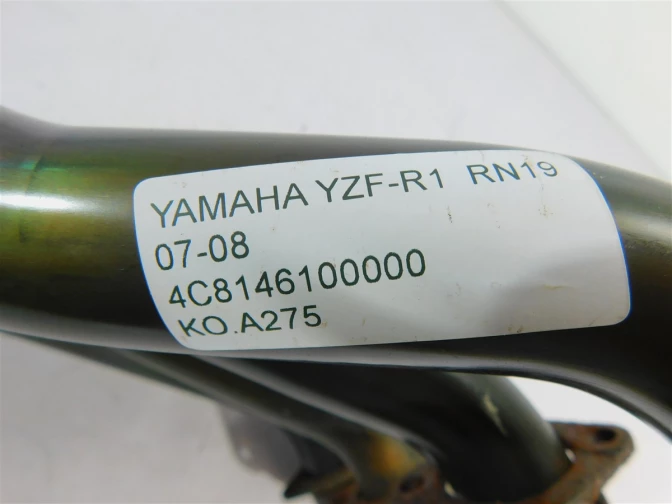 YAMAHA YZF-R1 RN19
07-08
4C8146100000
KO.A275